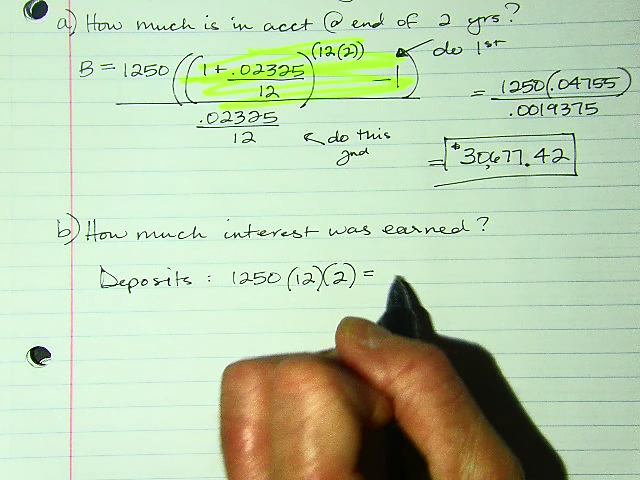 a) How much is in acct @ end of 2 yrs?
B = 1250((1 + .02325/12)^(12(2)) - 1) / (.02325/12) ← do 1st
← do this 2nd
= 1250(.04755) / .0019375
= $30,677.42
b) How much interest was earned?
Deposits : 1250(12)(2) =